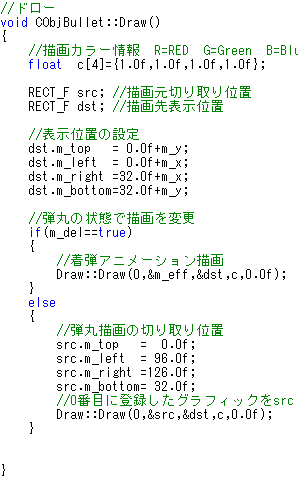 //ドロー
void CObjBullet::Draw()
{
//描画カラー情報 R=RED G=Green B=Blu
float c[4]={1.0f,1.0f,1.0f,1.0f};
RECT_F src; //描画元切り取り位置
RECT_F dst; //描画先表示位置
//表示位置の設定
dst.m_top = 0.0f+m_y;
dst.m_left = 0.0f+m_x;
dst.m_right =32.0f+m_x;
dst.m_bottom=32.0f+m_y;
//弾丸の状態で描画を変更
if(m_del==true)
{
//着弾アニメーション描画
Draw::Draw(0,&m_eff,&dst,c,0.0f);
}
else
{
//弾丸描画の切り取り位置
src.m_top = 0.0f;
src.m_left = 96.0f;
src.m_right =126.0f;
src.m_bottom= 32.0f;
//0番目に登録したグラフィックをsrc
Draw::Draw(0,&src,&dst,c,0.0f);
}
}